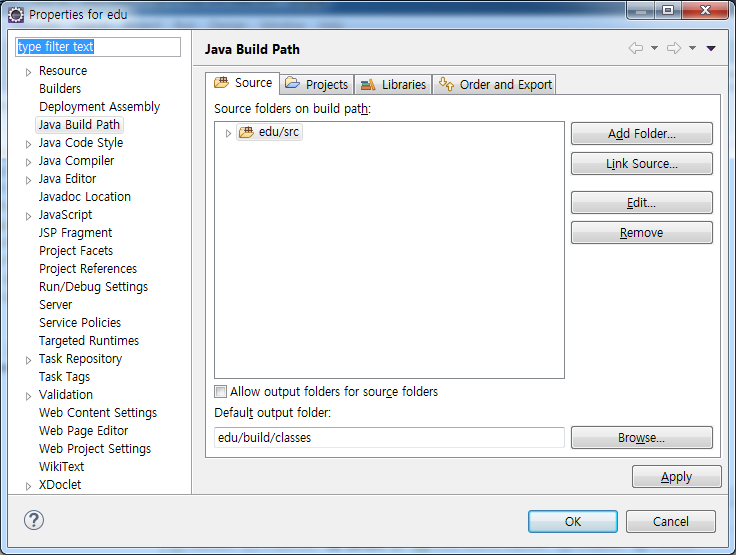 Properties for edu
type filter text
Resource
Builders
Deployment Assembly
Java Build Path
Java Code Style
Java Compiler
Java Editor
Javadoc Location
JavaScript
JSP Fragment
Project Facets
Project References
Run/Debug Settings
Server
Service Policies
Targeted Runtimes
Task Repository
Task Tags
Validation
Web Content Settings
Web Page Editor
Web Project Settings
WikiText
XDoclet
Java Build Path
Source Projects Libraries Order and Export
Source folders on build path:
edu/src
Add Folder...
Link Source...
Edit...
Remove
Allow output folders for source folders
Default output folder:
edu/build/classes
Browse...
Apply
OK Cancel